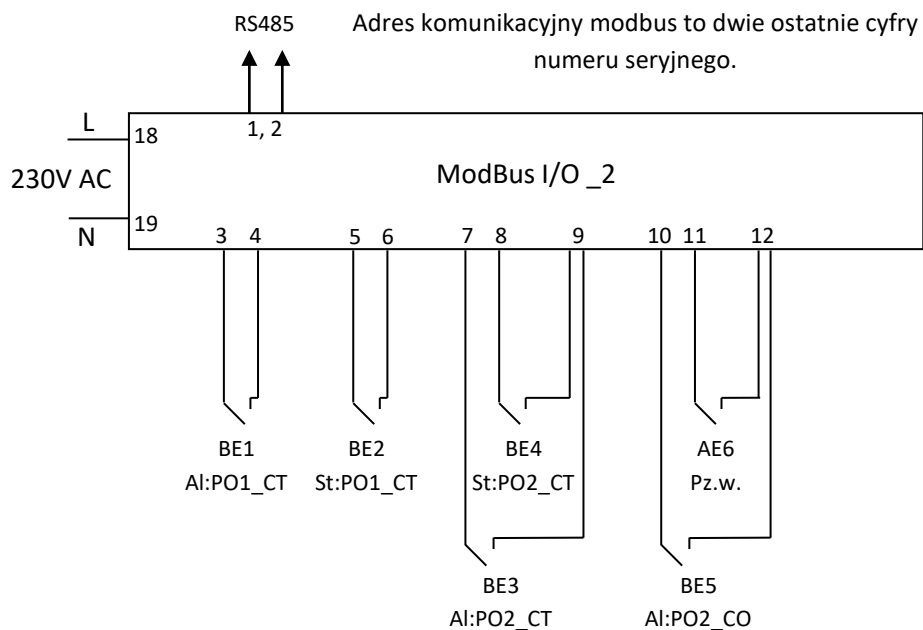 RS485
Adres komunikacyjny modbus to dwie ostatnie cyfry
numeru seryjnego.
L
18
1, 2
230V AC
ModBus I/O _2
19
N
3 4 5 6 7 8 9 10 11 12
BE1 BE2 BE4 AE6
Al:PO1_CT St:PO1_CT St:PO2_CT Pz.w.
BE3 BE5
Al:PO2_CT Al:PO2_CO